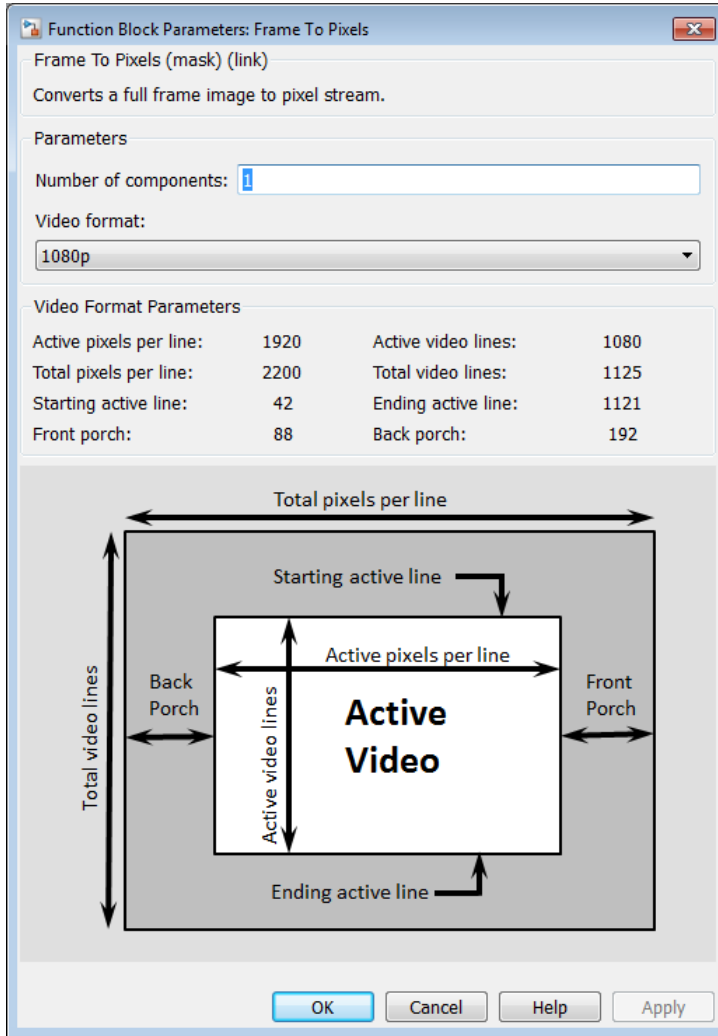 Function Block Parameters: Frame To Pixels
Frame To Pixels (mask) (link)
Converts a full frame image to pixel stream.
Parameters
Number of components: 1
Video format:
1080p
Video Format Parameters
Active pixels per line: 1920 Active video lines: 1080
Total pixels per line: 2200 Total video lines: 1125
Starting active line: 42 Ending active line: 1121
Front porch: 88 Back porch: 192
Total pixels per line
Starting active line
Active pixels per line
Back
Porch
Front
Porch
Active
Video
Total video lines
Active video lines
Ending active line
OK Cancel Help Apply